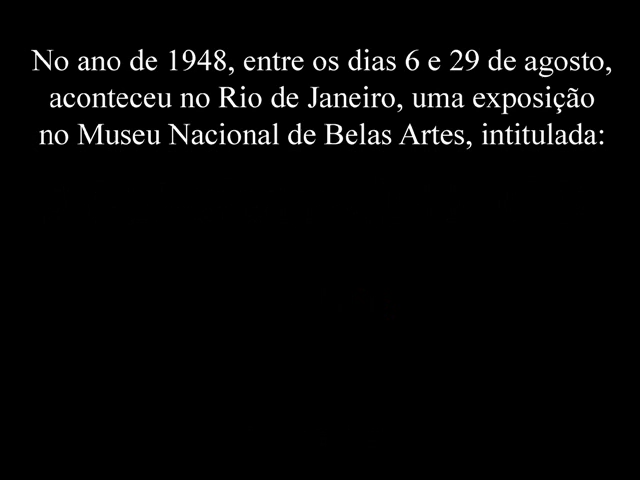 No ano de 1948, entre os dias 6 e 29 de agosto,
aconteceu no Rio de Janeiro, uma exposição
no Museu Nacional de Belas Artes, intitulada: